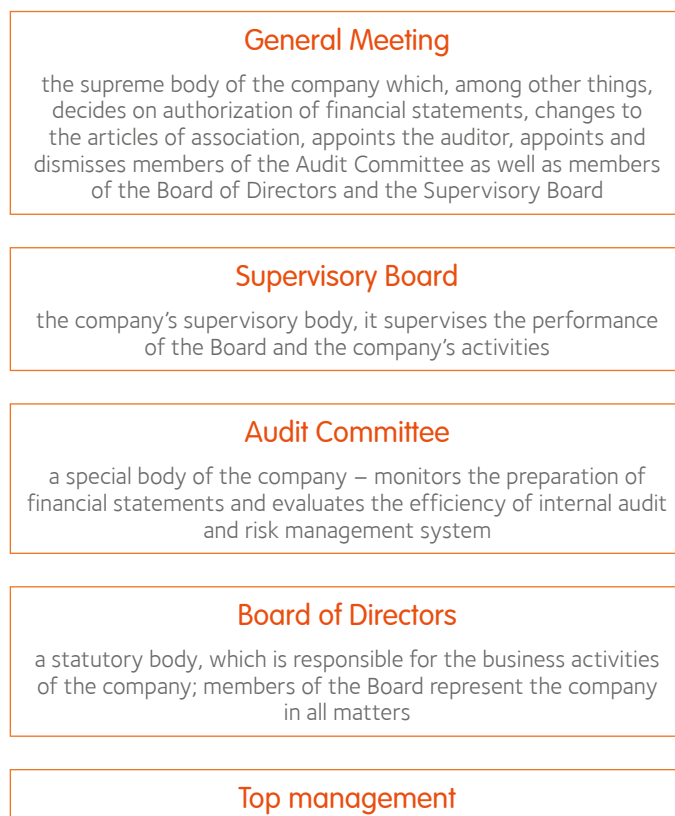 General Meeting
the supreme body of the company which, among other things,
decides on authorization of financial statements, changes to
the articles of association, appoints the auditor, appoints and
dismisses members of the Audit Committee as well as members
of the Board of Directors and the Supervisory Board
Supervisory Board
the company’s supervisory body, it supervises the performance
of the Board and the company’s activities
Audit Committee
a special body of the company – monitors the preparation of
financial statements and evaluates the efficiency of internal audit
and risk management system
Board of Directors
a statutory body, which is responsible for the business activities
of the company; members of the Board represent the company
in all matters
Top management